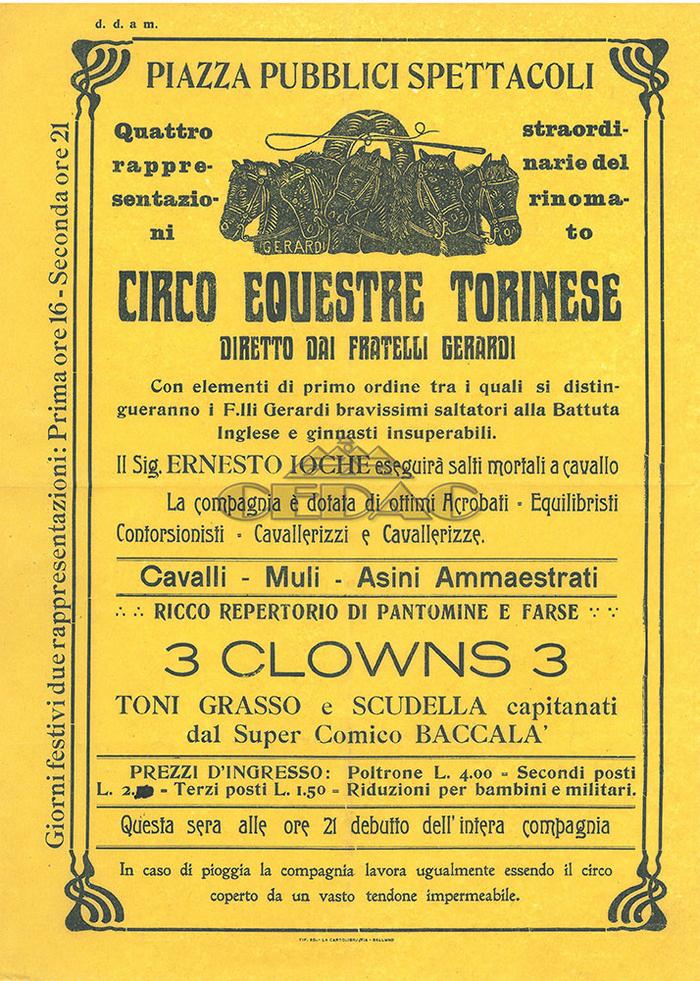 d. d. a m.
PIAZZA PUBBLICI SPETTACOLI
Quattro
rappre-
sentazio-
ni
straordi-
narie del
rinoma-
to
GERARDI
CIRCO EQUESTRE TORINESE
DIRETTO DAI FRATELLI GERARDI
Con elementi di primo ordine tra i quali si distin-
gueranno i F.lli Gerardi bravissimi saltatori alla Battuta
Inglese e ginnasti insuperabili.
Il Sig. ERNESTO IOCHE eseguirà salti mortali a cavallo
CEDAC
La compagnia è dotata di ottimi Acrobati - Equilibristi
Contorsionisti - Cavallerizzi e Cavallerizze.
Cavalli - Muli - Asini Ammaestrati
RICCO REPERTORIO DI PANTOMINE E FARSE
3 CLOWNS 3
TONI GRASSO e SCUDELLA capitanati
dal Super Comico BACCALA'
PREZZI D'INGRESSO: Poltrone L. 4.00 - Secondi posti
L. 2. - Terzi posti L. 1.50 - Riduzioni per bambini e militari.
Questa sera alle ore 21 debutto dell'intera compagnia
In caso di pioggia la compagnia lavora ugualmente essendo il circo
coperto da un vasto tendone impermeabile.
Giorni festivi due rappresentazioni: Prima ore 16 - Seconda ore 21